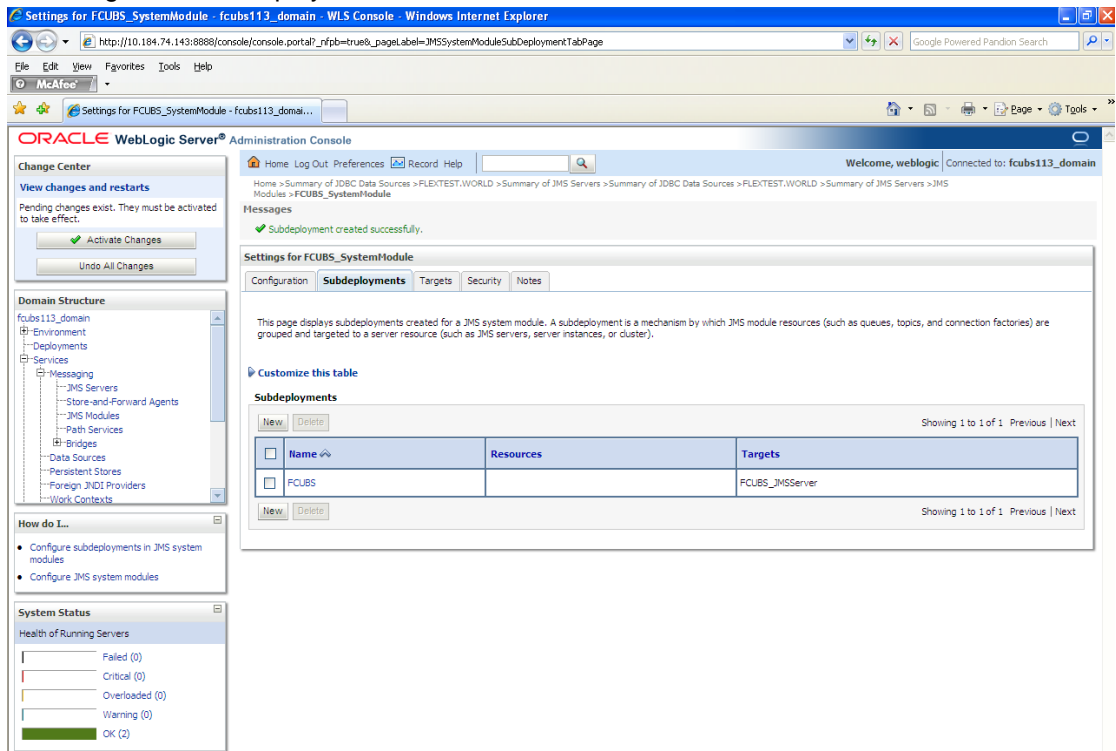 Settings for FCUBS_SystemModule - fcubs113_domain - WLS Console - Windows Internet Explorer
http://10.184.74.143:8888/console/console.portal?_nfpb=true&_pageLabel=JMSSystemModuleSubDeploymentTabPage
Google Powered Pandion Search
File Edit View Favorites Tools Help
McAfee
Settings for FCUBS_SystemModule - fcubs113_domai...
Page Tools
ORACLE WebLogic Server® Administration Console
Change Center
View changes and restarts
Pending changes exist. They must be activated
to take effect.
Activate Changes
Undo All Changes
Domain Structure
fcubs113_domain
Environment
Deployments
Services
Messaging
JMS Servers
Store-and-Forward Agents
JMS Modules
Path Services
Bridges
Data Sources
Persistent Stores
Foreign JNDI Providers
Work Contexts
How do I...
Configure subdeployments in JMS system
modules
Configure JMS system modules
System Status
Health of Running Servers
Failed (0)
Critical (0)
Overloaded (0)
Warning (0)
OK (2)
Home Log Out Preferences Record Help
Welcome, weblogic Connected to: fcubs113_domain
Home >Summary of JDBC Data Sources >FLEXTEST.WORLD >Summary of JMS Servers >Summary of JDBC Data Sources >FLEXTEST.WORLD >Summary of JMS Servers >JMS
Modules >FCUBS_SystemModule
Messages
Subdeployment created successfully.
Settings for FCUBS_SystemModule
Configuration Subdeployments Targets Security Notes
This page displays subdeployments created for a JMS system module. A subdeployment is a mechanism by which JMS module resources (such as queues, topics, and connection factories) are
grouped and targeted to a server resource (such as JMS servers, server instances, or cluster).
Customize this table
Subdeployments
New Delete Showing 1 to 1 of 1 Previous | Next
Name Resources Targets
FCUBS FCUBS_JMSServer
New Delete Showing 1 to 1 of 1 Previous | Next